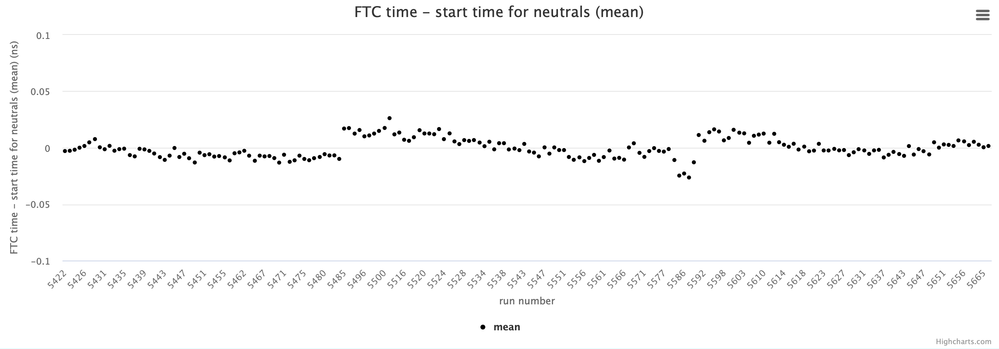 FTC time – start time for neutrals (mean)
FTC time – start time for neutrals (mean) (ns)
0.1
0.05
0
–0.05
–0.1
5422 5426 5431 5435 5439 5443 5447 5451 5455 5462 5467 5471 5475 5480 5485 5496 5500 5516 5520 5524 5528 5534 5538 5543 5547 5551 5556 5561 5566 5571 5577 5586 5592 5598 5603 5610 5614 5618 5623 5627 5631 5637 5643 5647 5651 5656 5665
run number
mean
Highcharts.com